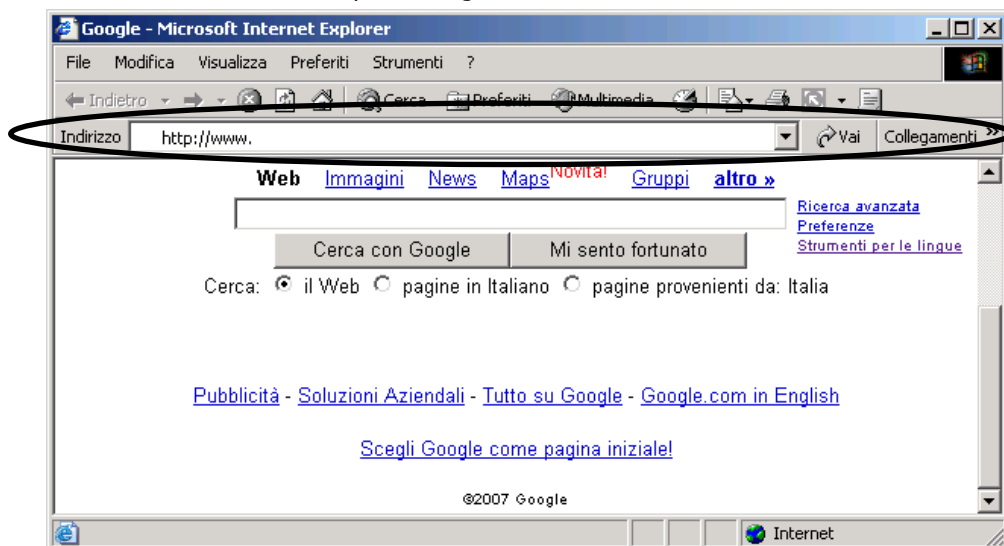 Google - Microsoft Internet Explorer
File Modifica Visualizza Preferiti Strumenti ?
Indietro Cerca Preferiti Multimedia
Indirizzo http://www. Vai Collegamenti »
Web Immagini News Maps Novità! Gruppi altro »
Ricerca avanzata
Preferenze
Cerca con Google Mi sento fortunato Strumenti per le lingue
Cerca: il Web pagine in Italiano pagine provenienti da: Italia
Pubblicità - Soluzioni Aziendali - Tutto su Google - Google.com in English
Scegli Google come pagina iniziale!
©2007 Google
Internet